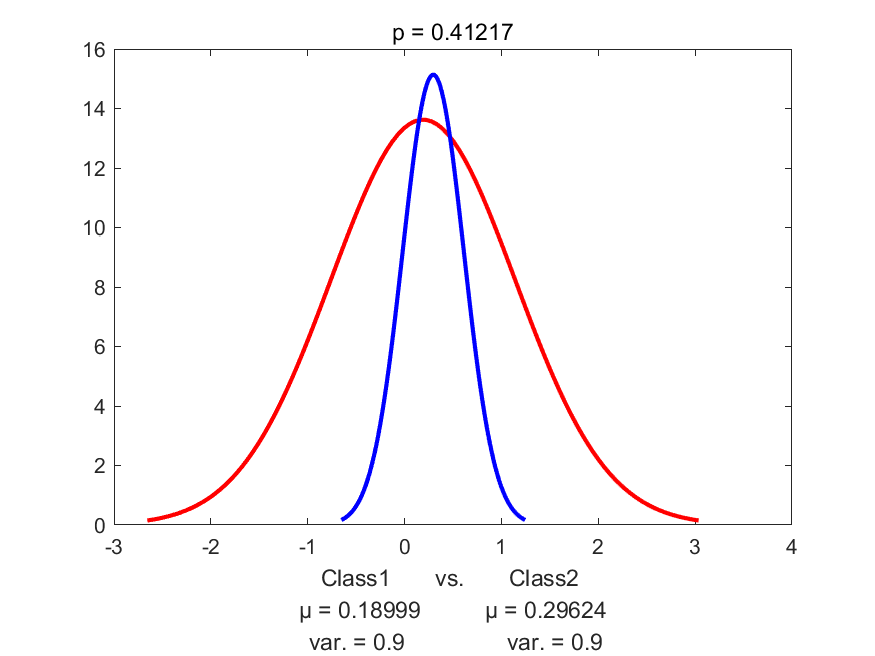 p = 0.41217
16
14
12
10
8
6
4
2
0
-3 -2 -1 0 1 2 3 4
Class1 vs. Class2
μ = 0.18999 μ = 0.29624
var. = 0.9 var. = 0.9